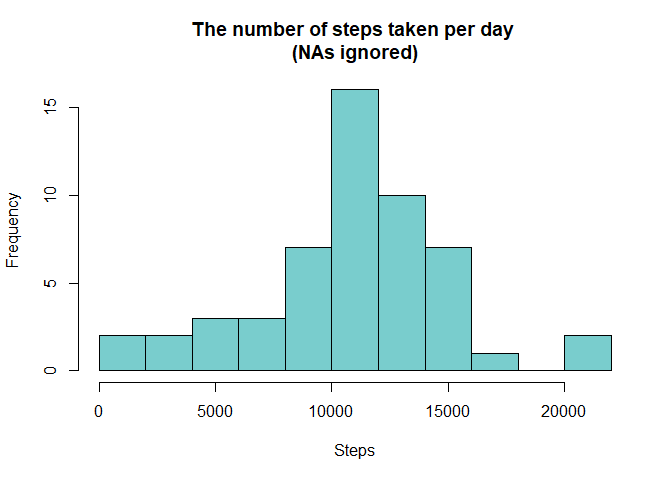 The number of steps taken per day
(NAs ignored)
Frequency
15
10
5
0
0 5000 10000 15000 20000
Steps